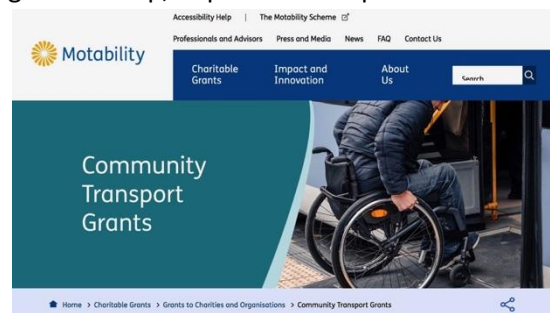 Accessibility Help | The Motability Scheme
Professionals and Advisors Press and Media News FAQ Contact Us
Motability
Charitable Grants
Impact and Innovation
About Us
Search
Community
Transport
Grants
Home > Charitable Grants > Grants to Charities and Organisations > Community Transport Grants